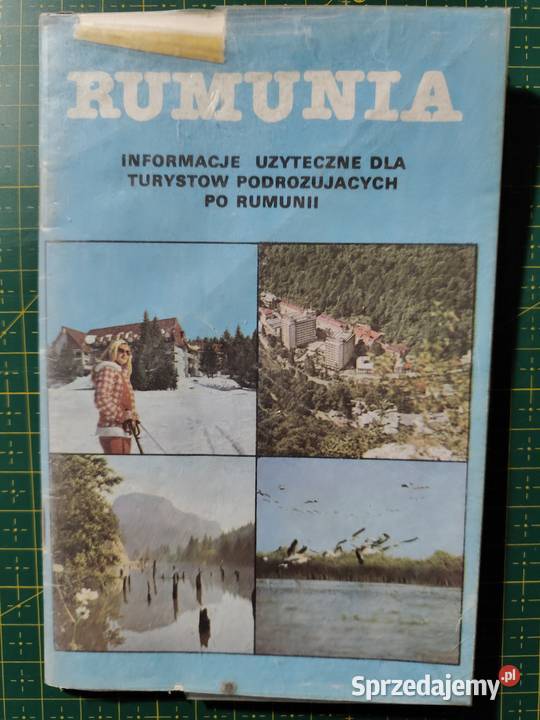 RUMUNIA
INFORMACJE UZYTECZNE DLA
TURYSTOW PODROZUJACYCH
PO RUMUNII
Sprzedajemy.pl